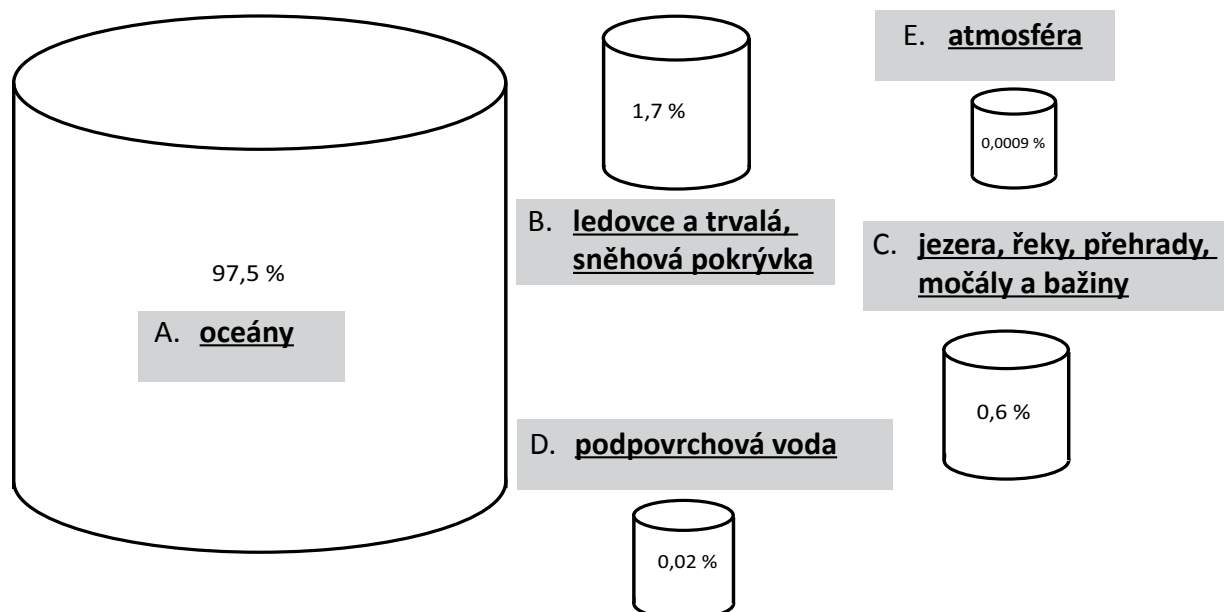 97,5 %
A. oceány
1,7 %
B. ledovce a trvalá,
sněhová pokrývka
E. atmosféra
0,0009 %
C. jezera, řeky, přehrady,
močály a bažiny
0,6 %
D. podpovrchová voda
0,02 %